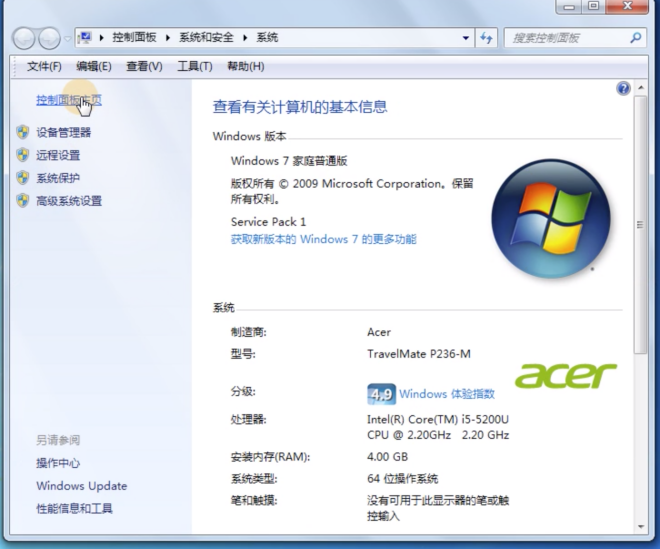 控制面板 系统和安全 系统 搜索控制面板
文件(F) 编辑(E) 查看(V) 工具(T) 帮助(H)
控制面板主页
设备管理器
远程设置
系统保护
高级系统设置
另请参阅
操作中心
Windows Update
性能信息和工具
查看有关计算机的基本信息
Windows 版本
Windows 7 家庭普通版
版权所有 © 2009 Microsoft Corporation。保留
所有权利。
Service Pack 1
获取新版本的 Windows 7 的更多功能
系统
制造商: Acer
型号: TravelMate P236-M
acer
分级: 4.9 Windows 体验指数
处理器: Intel(R) Core(TM) i5-5200U
CPU @ 2.20GHz 2.20 GHz
安装内存(RAM): 4.00 GB
系统类型: 64 位操作系统
笔和触摸: 没有可用于此显示器的笔或触
控输入